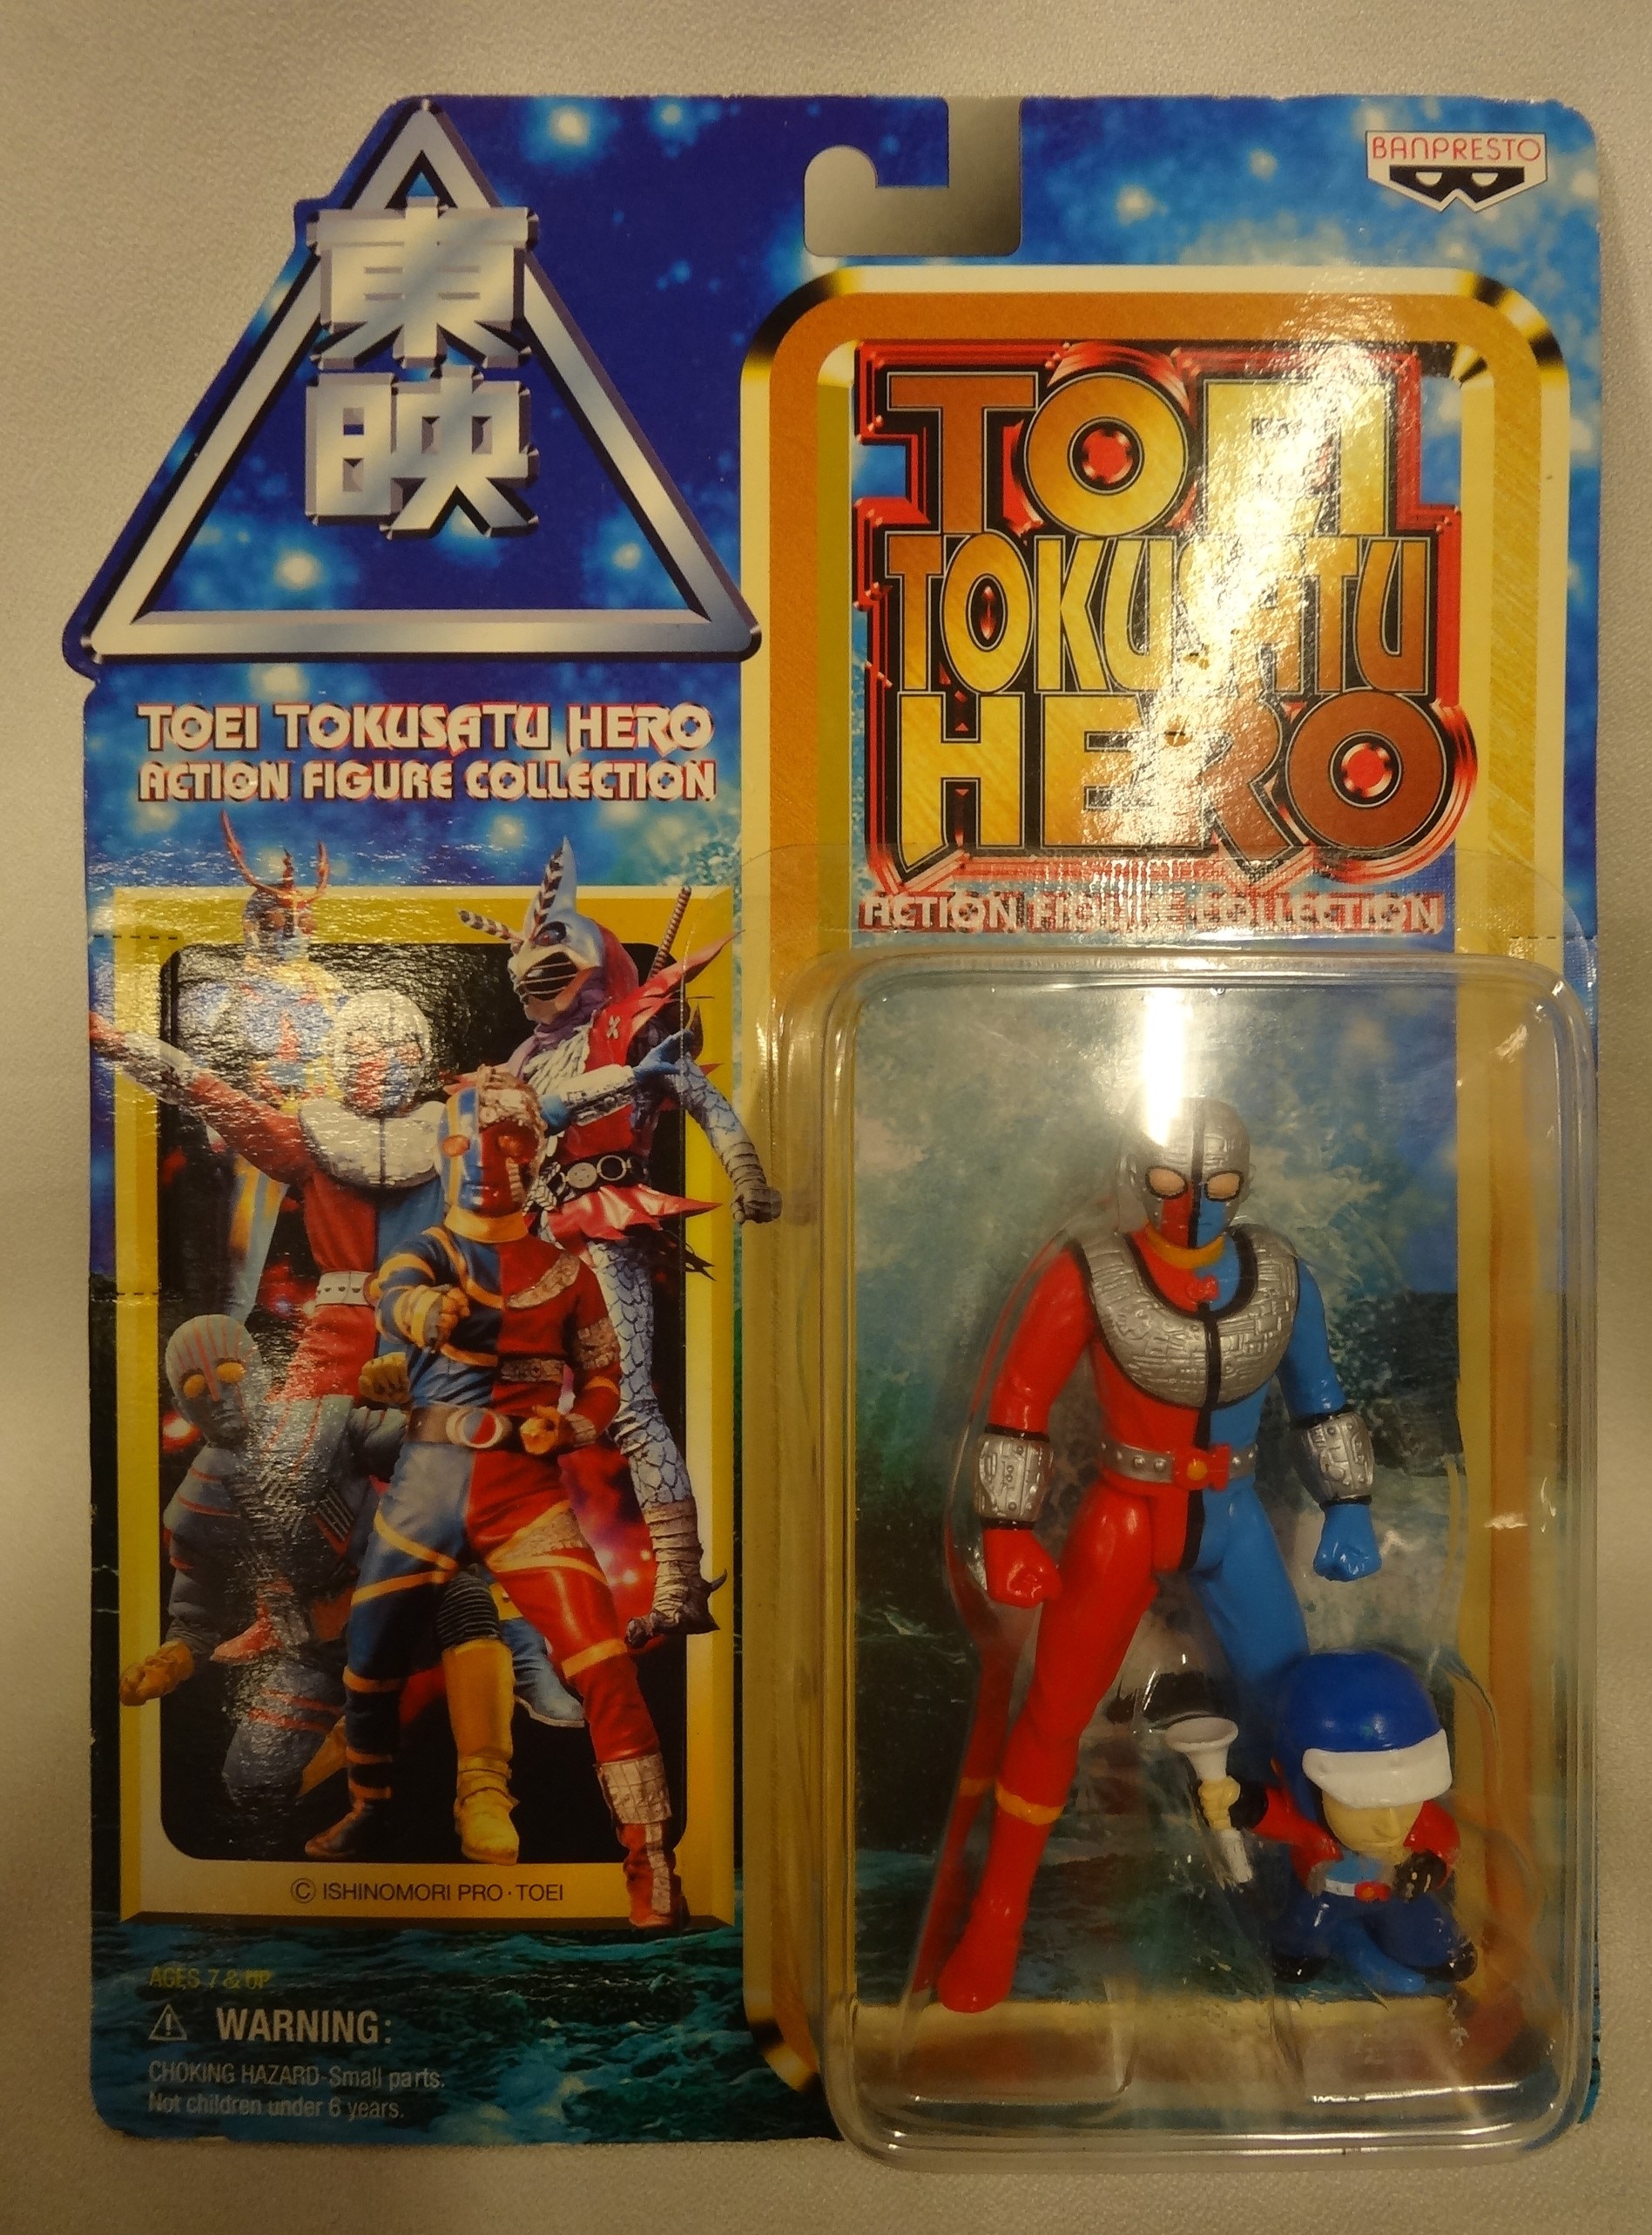 東
映
BANPRESTO
TOEI
TOKUSATU
HERO
ACTION FIGURE COLLECTION
TOEI TOKUSATU HERO
ACTION FIGURE COLLECTION
© ISHINOMORI PRO・TOEI
AGES 7 & UP
WARNING:
CHOKING HAZARD-Small parts.
Not children under 6 years.